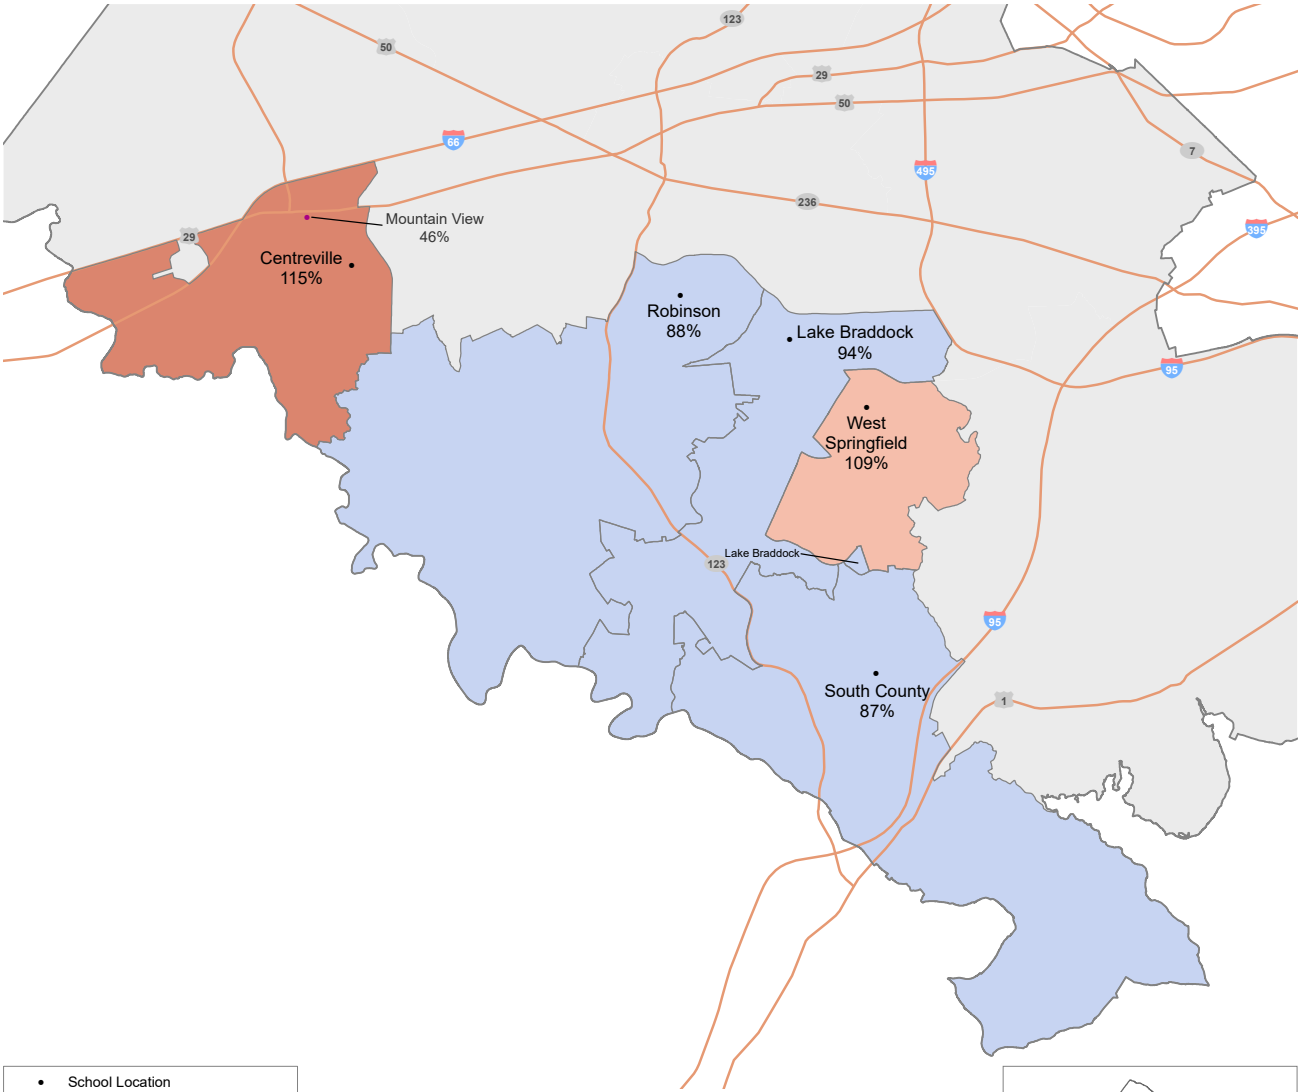 123
50
29
50
66
7
495
236
395
Mountain View
46%
29
Centreville
115%
Robinson
88%
Lake Braddock
94%
95
West
Springfield
109%
Lake Braddock
123
95
South County
87%
1
School Location